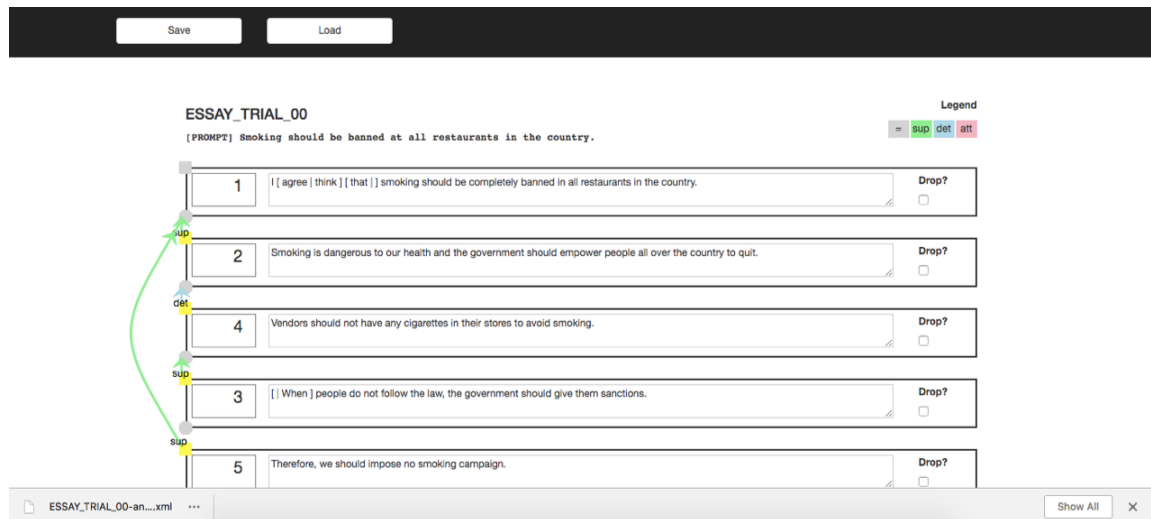 Save Load
Legend
ESSAY_TRIAL_00
[PROMPT] Smoking should be banned at all restaurants in the country.
= sup det att
1 I [ agree | think ] [ that | ] smoking should be completely banned in all restaurants in the country. Drop?
sup
2 Smoking is dangerous to our health and the government should empower people all over the country to quit. Drop?
det
4 Vendors should not have any cigarettes in their stores to avoid smoking. Drop?
sup
3 [ | When ] people do not follow the law, the government should give them sanctions. Drop?
sup
5 Therefore, we should impose no smoking campaign. Drop?
ESSAY_TRIAL_00-an....xml ··· Show All ×